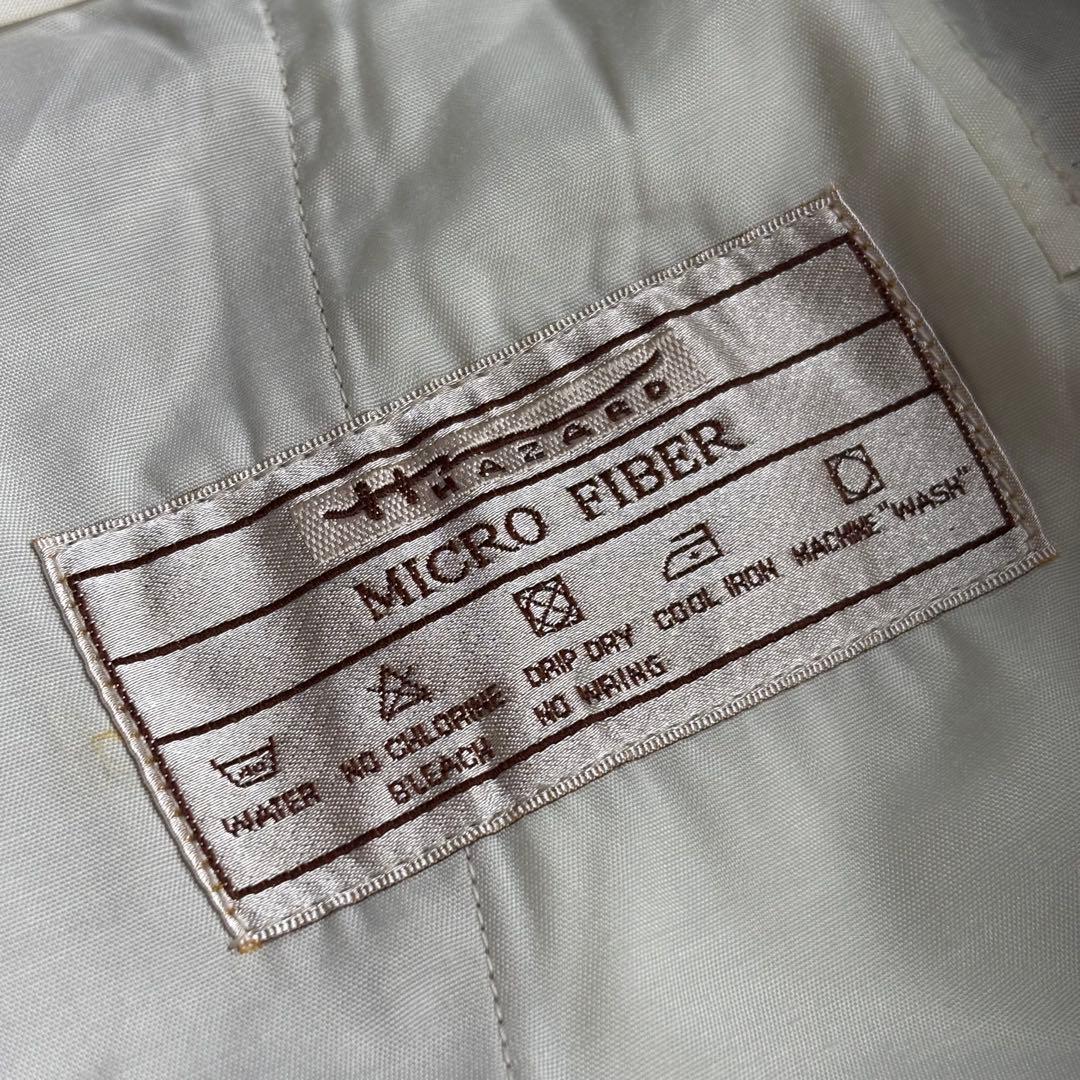 HAZARD
MICRO FIBER
WATER
NO CHLORINE
BLEACH
DRIP DRY
NO WRING
COOL IRON
MACHINE "WASH"